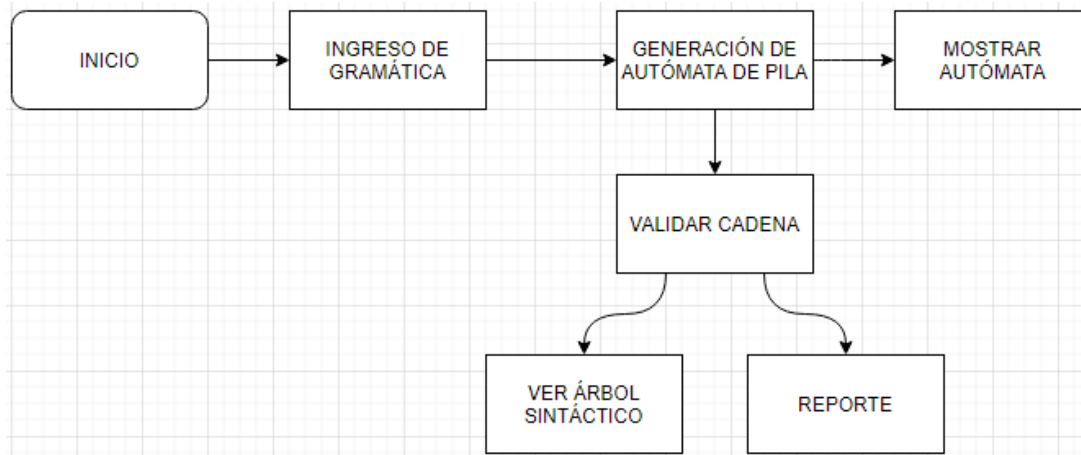 INICIO
INGRESO DE
GRAMÁTICA
GENERACIÓN DE
AUTÓMATA DE PILA
MOSTRAR
AUTÓMATA
VALIDAR CADENA
VER ÁRBOL
SINTÁCTICO
REPORTE